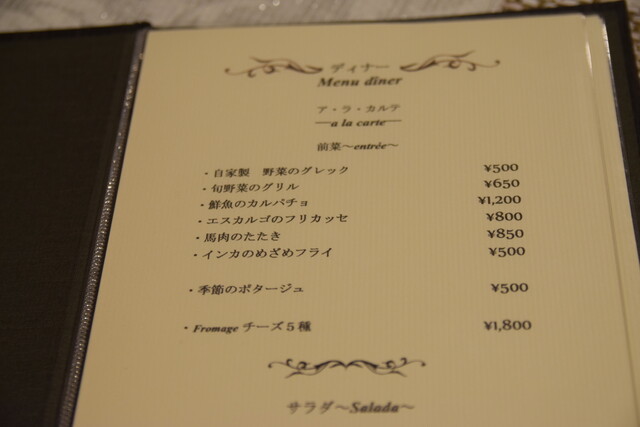 ディナー
Menu dîner
ア・ラ・カルテ
―a la carte―
前菜～entrée～
・自家製　野菜のグレック ¥500
・旬野菜のグリル ¥650
・鮮魚のカルパチョ ¥1,200
・エスカルゴのフリカッセ ¥800
・馬肉のたたき ¥850
・インカのめざめフライ ¥500
・季節のポタージュ ¥500
・Fromage チーズ５種 ¥1,800
サラダ～Salada～